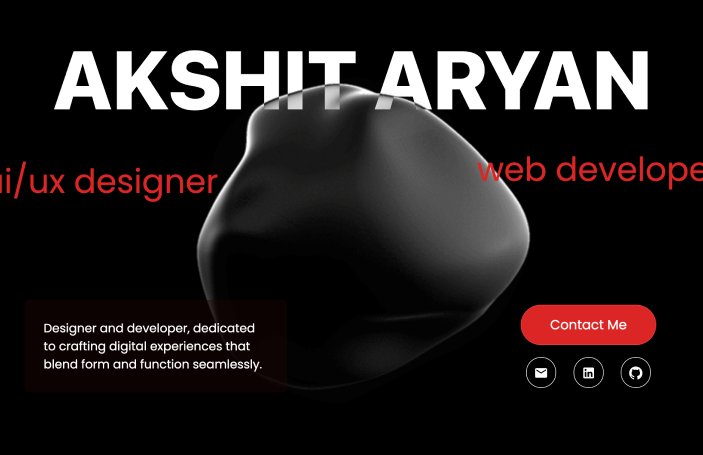 AKSHIT ARYAN
ui/ux designer
web develope
Designer and developer, dedicated
to crafting digital experiences that
blend form and function seamlessly.
Contact Me
in